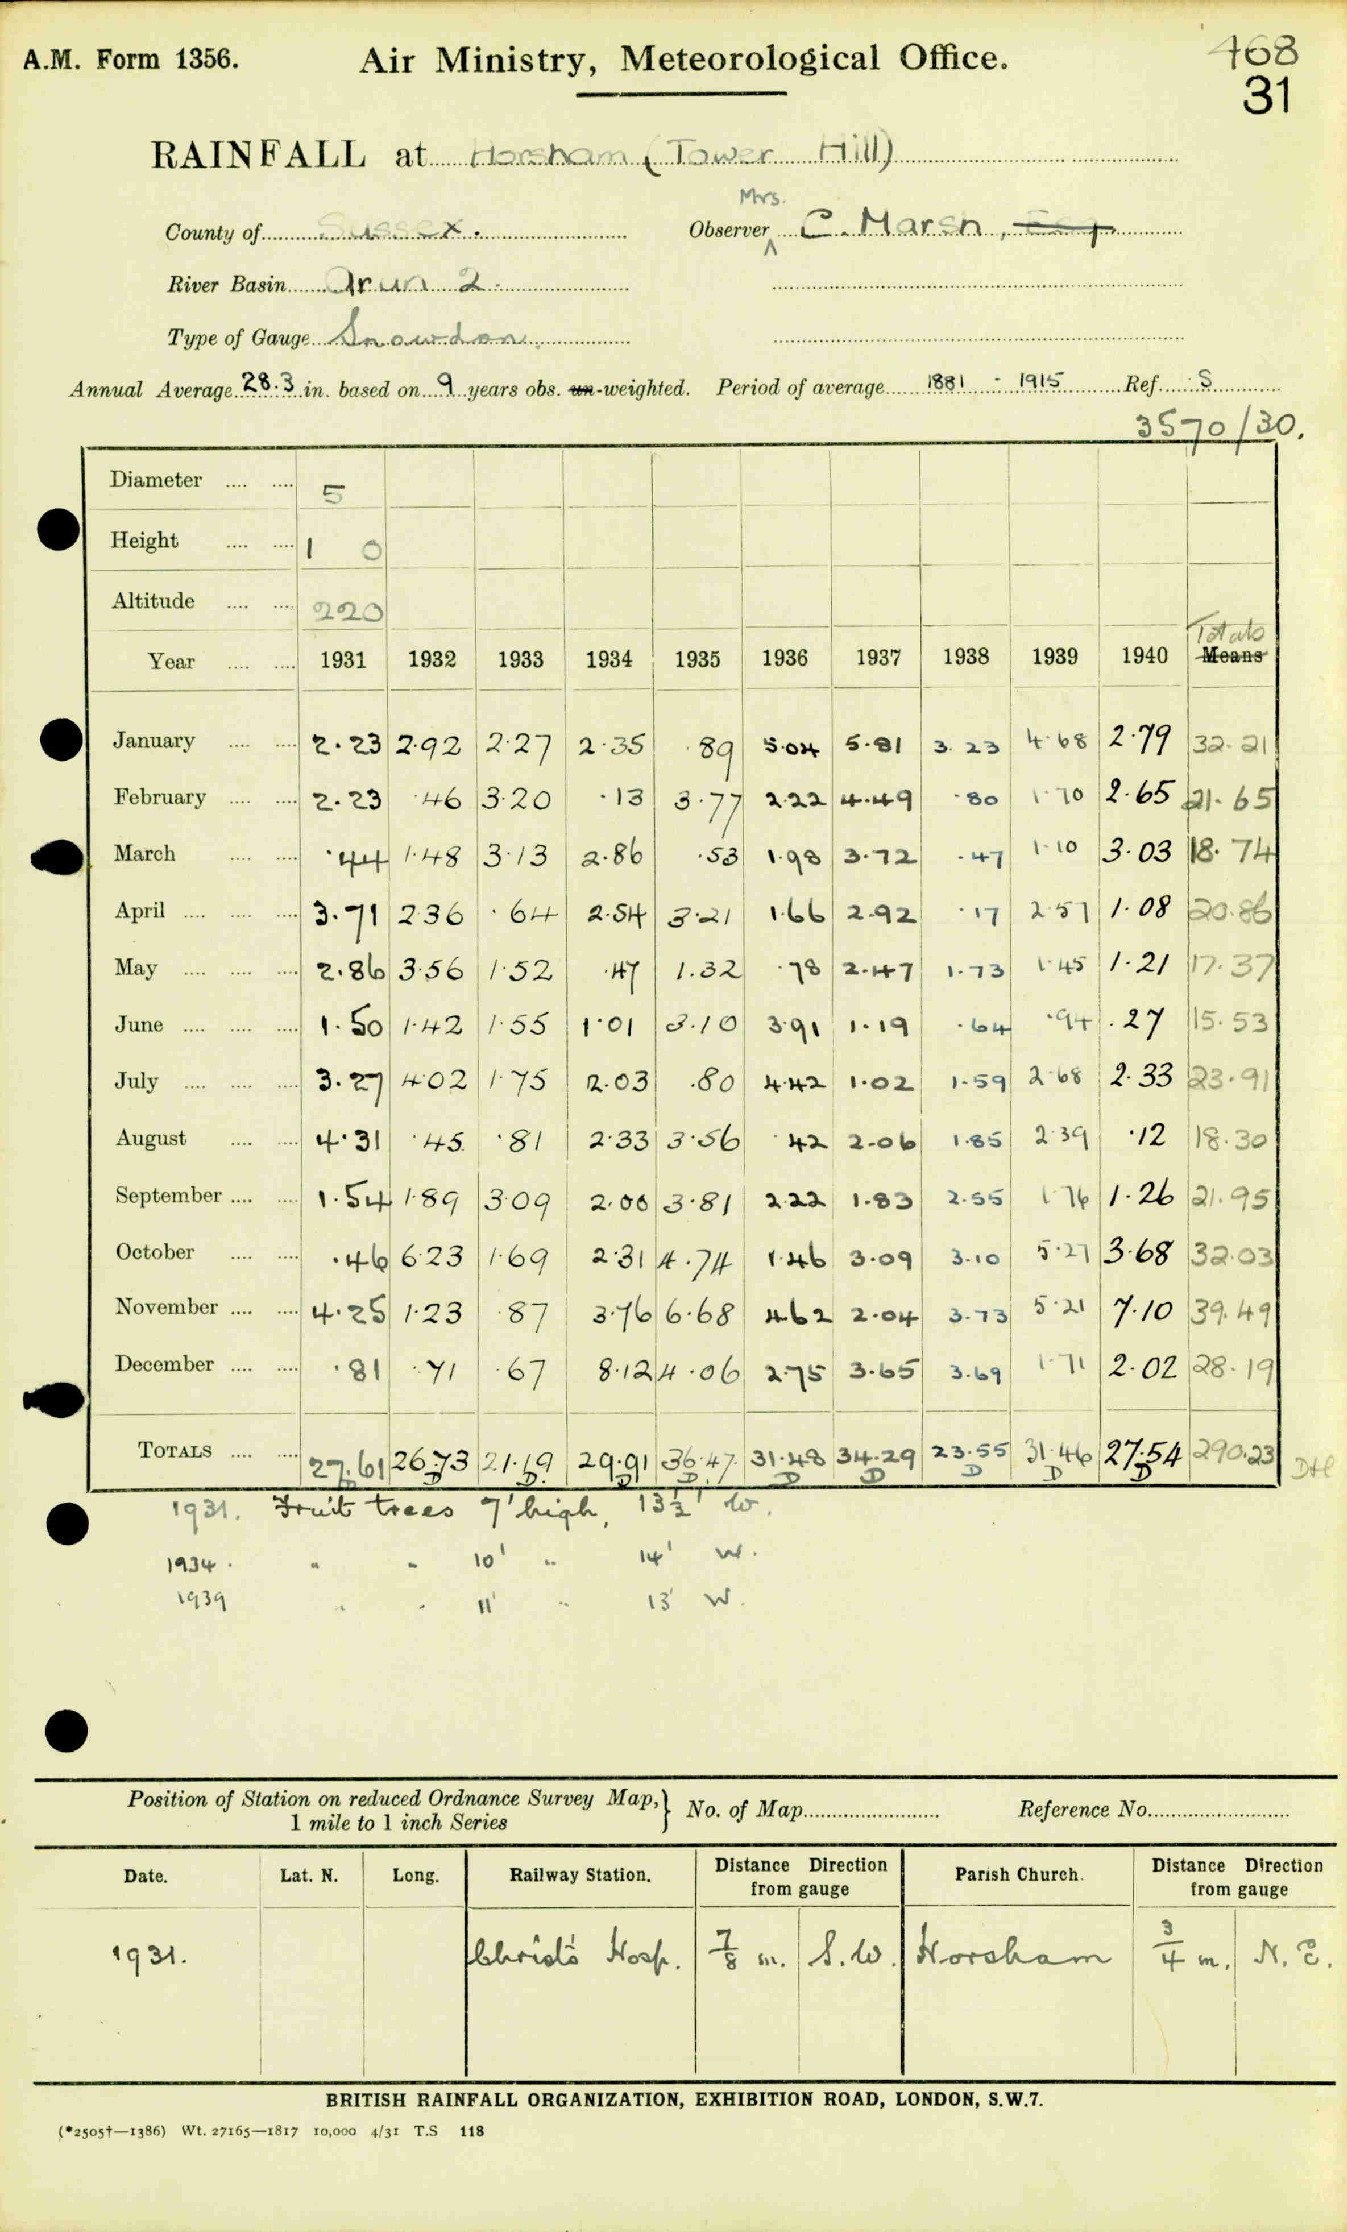 A.M. Form 1356. Air Ministry, Meteorological Office. 468
31
RAINFALL at Horsham (Tower Hill)
Mrs.
County of Sussex. Observer C. Marsh, Esq.
River Basin Arun 2.
Type of Gauge Snowdon.
Annual Average 28.3 in. based on 9 years obs. un-weighted. Period of average 1881 - 1915 Ref. S
3570/30.
Diameter .... .... 5
Height .... .... 1 0
Altitude .... .... 220
Totals
Year .... .... 1931 1932 1933 1934 1935 1936 1937 1938 1939 1940 Means
January .... .... 2.23 2.92 2.27 2.35 .89 5.04 5.81 3.23 4.68 2.79 32.21
February .... .... 2.23 .46 3.20 .13 3.77 2.22 4.49 .80 1.70 2.65 21.65
March .... .... .44 1.48 3.13 2.86 .53 1.98 3.72 .47 1.10 3.03 18.74
April .... .... .... 3.71 2.36 .64 2.54 3.21 1.66 2.92 .17 2.57 1.08 20.86
May .... .... .... 2.86 3.56 1.52 .47 1.32 .78 2.47 1.73 1.45 1.21 17.37
June .... .... .... 1.50 1.42 1.55 1.01 3.10 3.91 1.19 .64 .94 .27 15.53
July .... .... .... 3.27 4.02 1.75 2.03 .80 4.42 1.02 1.59 2.68 2.33 23.91
August .... .... 4.31 .45 .81 2.33 3.56 .42 2.06 1.85 2.39 .12 18.30
September .... .... 1.54 1.89 3.09 2.00 3.81 2.22 1.83 2.55 1.76 1.26 21.95
October .... .... .46 6.23 1.69 2.31 4.74 1.46 3.09 3.10 5.27 3.68 32.03
November .... .... 4.25 1.23 .87 3.76 6.68 4.62 2.04 3.73 5.21 7.10 39.49
December .... .... .81 .71 .67 8.12 4.06 2.75 3.65 3.69 1.71 2.02 28.19
TOTALS .... .... 27.61 26.73 21.19 29.91 36.47 31.48 34.29 23.55 31.46 27.54 290.23
D D D D D D D D D
1931. Fruit trees 7' high, 13½' W.
1934. " " 10' " 14' W.
1939 " " 11' " 13' W.
Position of Station on reduced Ordnance Survey Map,} No. of Map Reference No.
1 mile to 1 inch Series
Date. Lat. N. Long. Railway Station. Distance Direction from gauge Parish Church. Distance Direction from gauge
1931. Christ's Hosp. 7/8 m. S.W. Horsham 3/4 m. N.E.
BRITISH RAINFALL ORGANIZATION, EXHIBITION ROAD, LONDON, S.W.7.
(*2505†—1386) Wt. 27165—1817 10,000 4/31 T.S 118